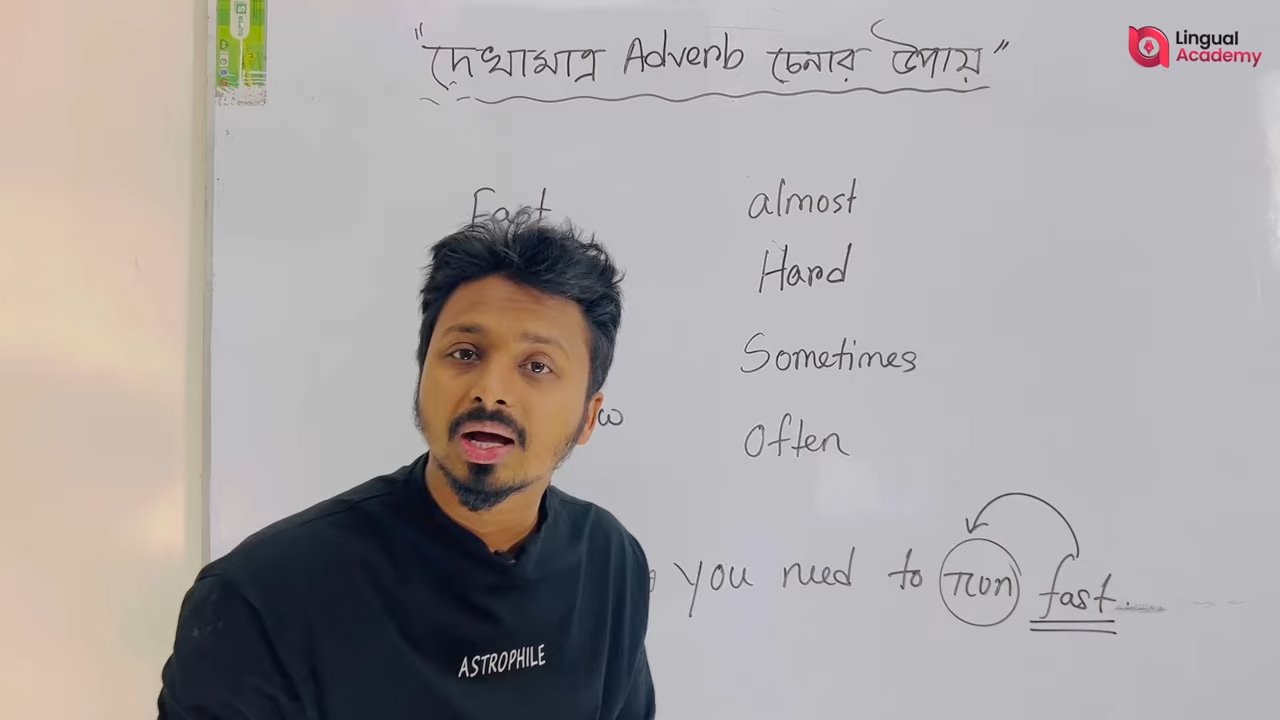 "দেখামাত্র Adverb চেনার উপায়"
Lingual
Academy
Fast
almost
Hard
Sometimes
Often
you need to run fast.
ASTROPHILE